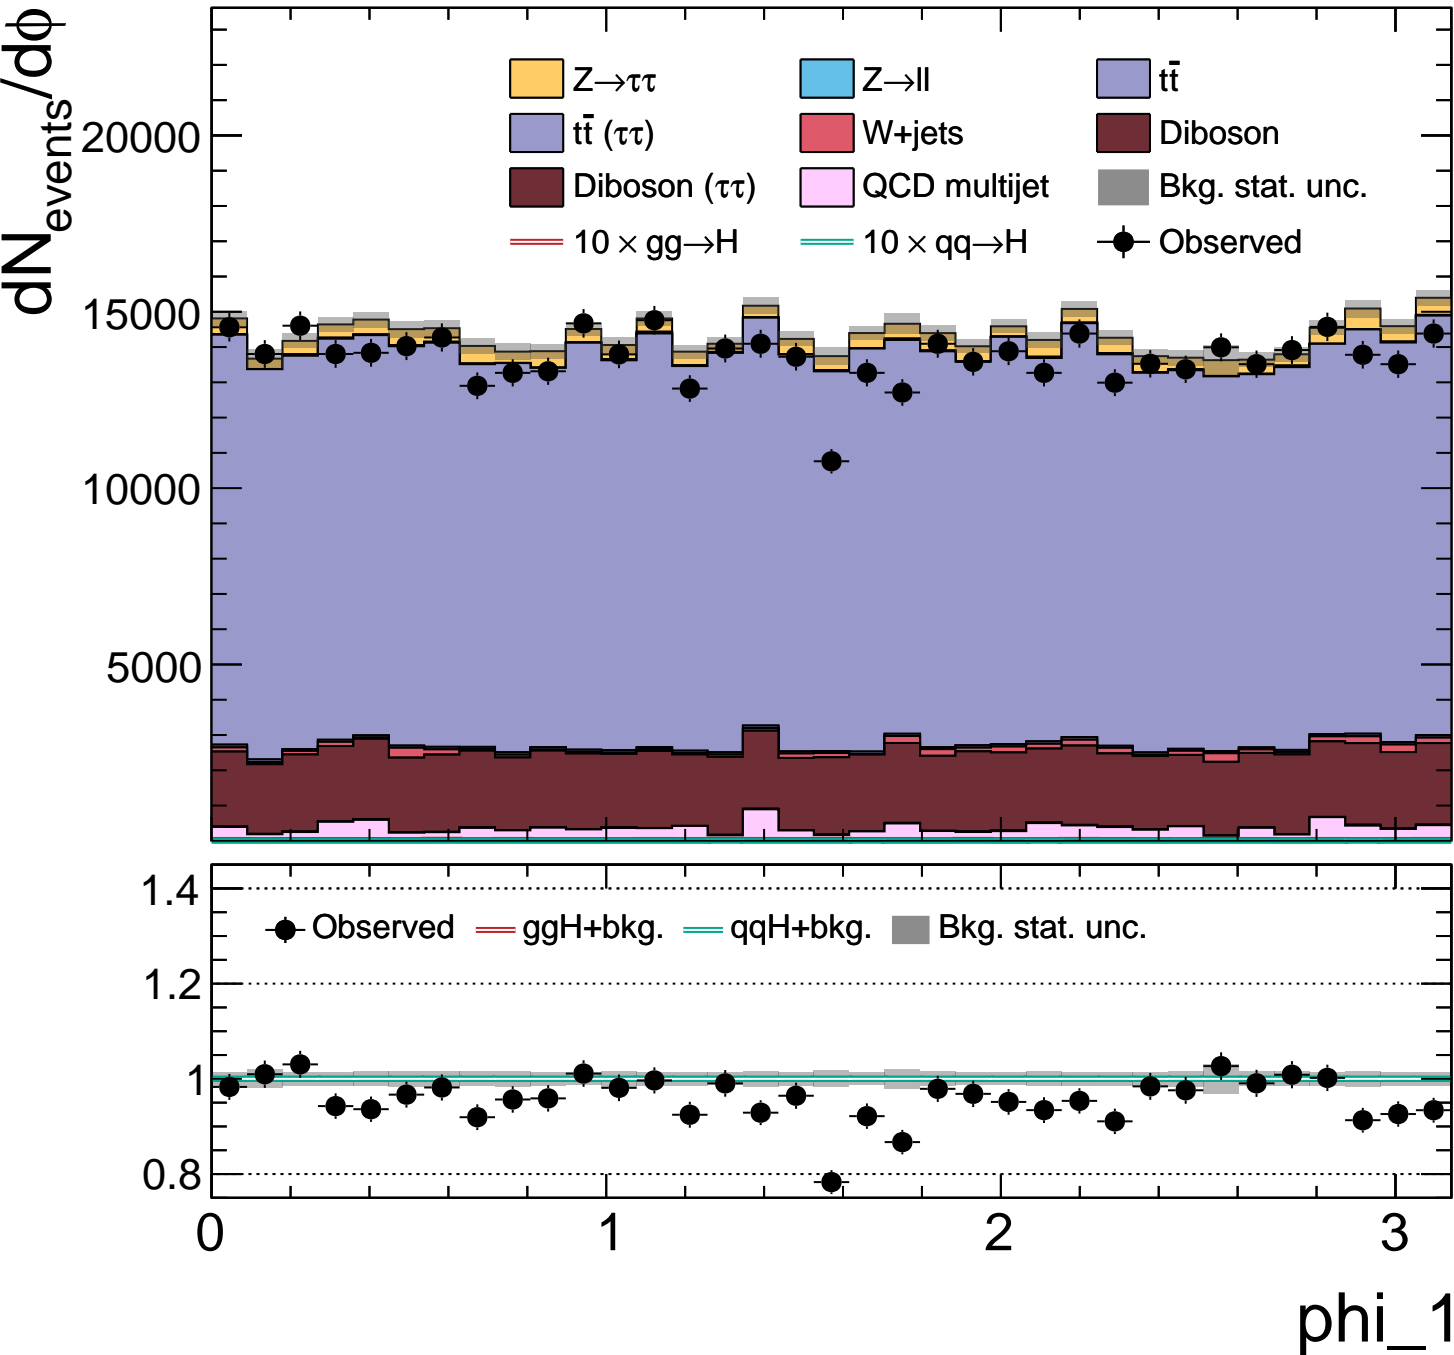 dN_events/dϕ
Z→ττ Z→ll tt̄
tt̄ (ττ) W+jets Diboson
Diboson (ττ) QCD multijet Bkg. stat. unc.
10 × gg→H 10 × qq→H Observed
20000
15000
10000
5000
1.4
Observed ggH+bkg. qqH+bkg. Bkg. stat. unc.
1.2
1
0.8
0 1 2 3
phi_1